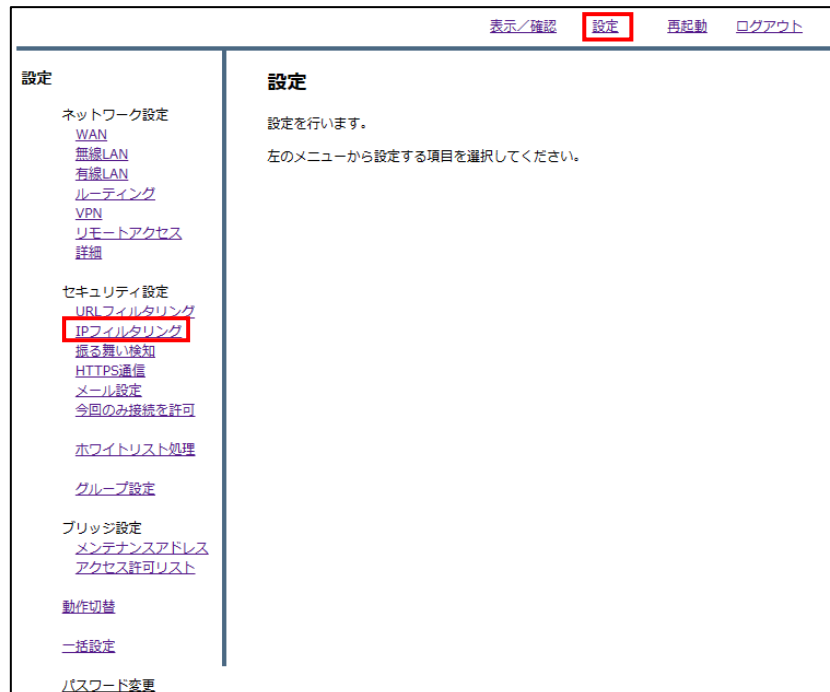 表示／確認 設定 再起動 ログアウト
設定
ネットワーク設定
WAN
無線LAN
有線LAN
ルーティング
VPN
リモートアクセス
詳細
セキュリティ設定
URLフィルタリング
IPフィルタリング
振る舞い検知
HTTPS通信
メール設定
今回のみ接続を許可
ホワイトリスト処理
グループ設定
ブリッジ設定
メンテナンスアドレス
アクセス許可リスト
動作切替
一括設定
パスワード変更
設定
設定を行います。
左のメニューから設定する項目を選択してください。